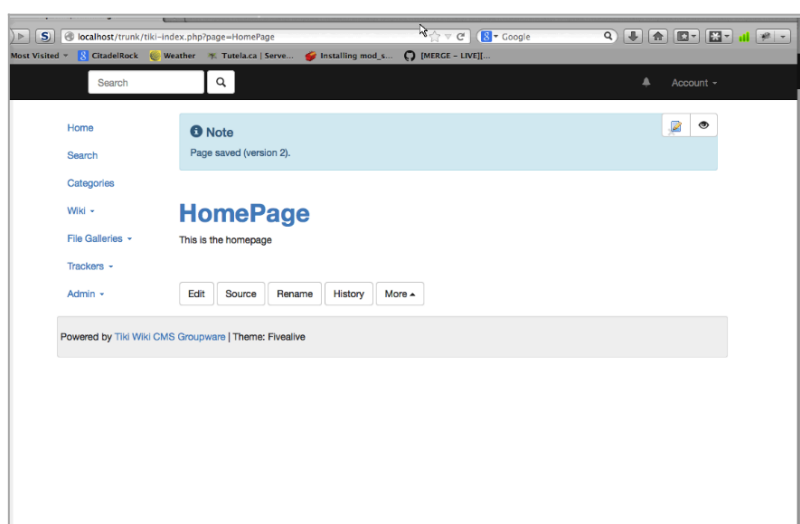 localhost/trunk/tiki-index.php?page=HomePage
Google
Most Visited CitadelRock Weather Tutela.ca | Serve... Installing mod_s... [MERGE - LIVE][...
Search
Account
Home
Search
Categories
Wiki
File Galleries
Trackers
Admin
Note
Page saved (version 2).
HomePage
This is the homepage
Edit Source Rename History More
Powered by Tiki Wiki CMS Groupware | Theme: Fivealive